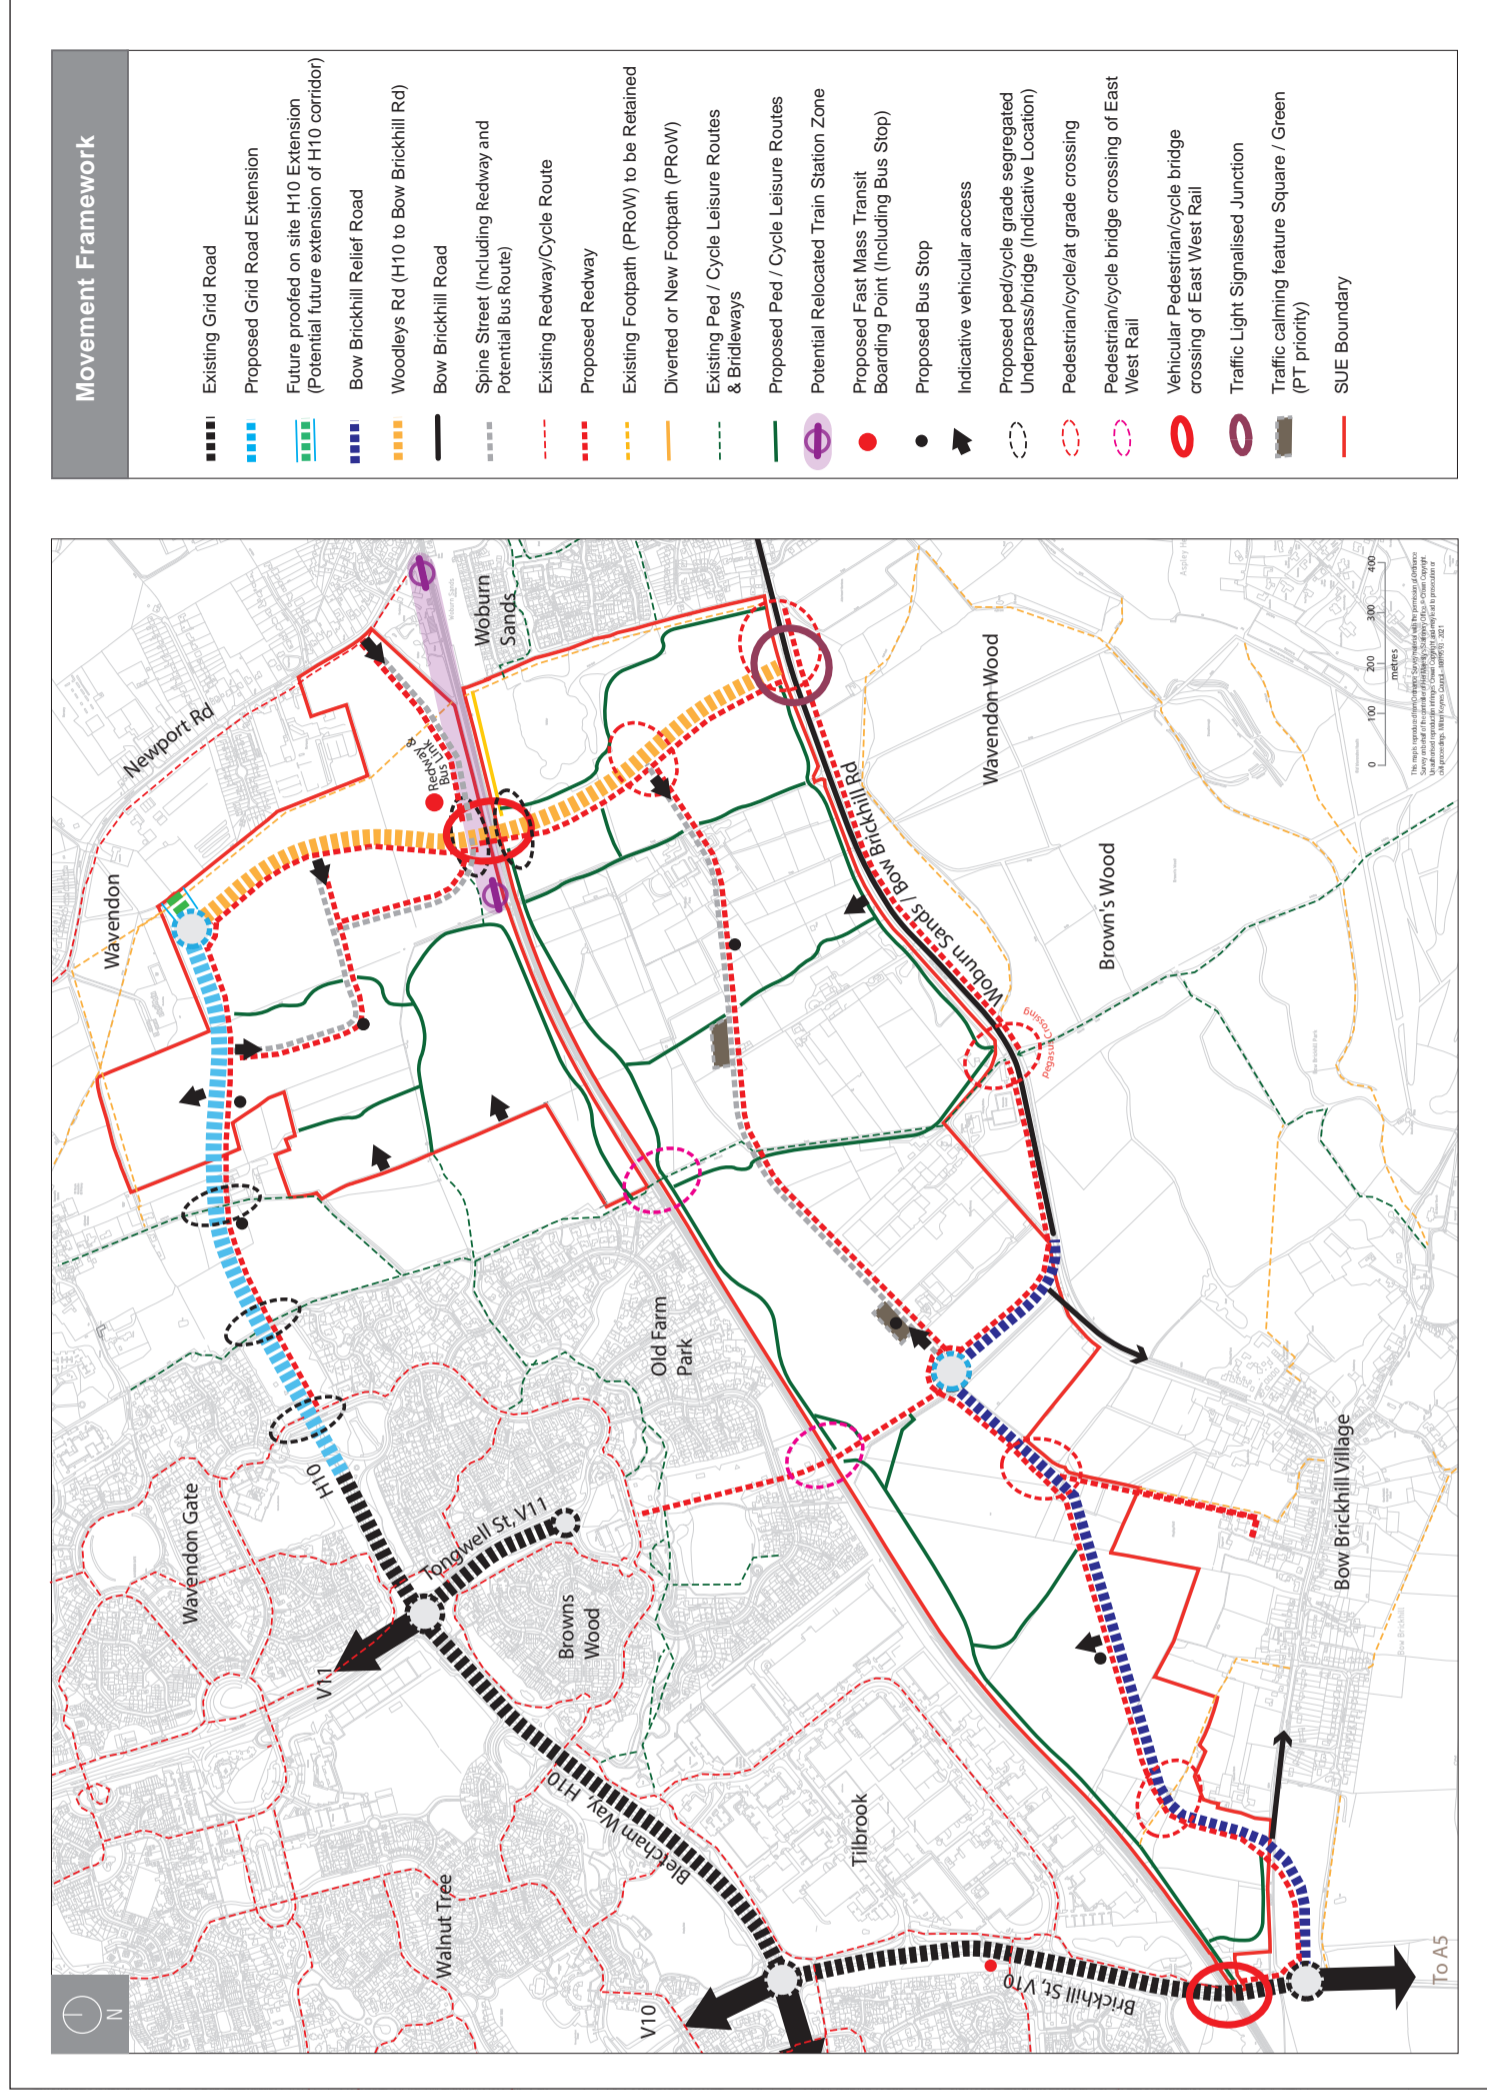 Movement Framework
Existing Grid Road
Proposed Grid Road Extension
Future proofed on site H10 Extension
(Potential future extension of H10 corridor)
Bow Brickhill Relief Road
Woodleys Rd (H10 to Bow Brickhill Rd)
Bow Brickhill Road
Spine Street (Including Redway and
Potential Bus Route)
Existing Redway/Cycle Route
Proposed Redway
Existing Footpath (PRoW) to be Retained
Diverted or New Footpath (PRoW)
Existing Ped / Cycle Leisure Routes
& Bridleways
Proposed Ped / Cycle Leisure Routes
Potential Relocated Train Station Zone
Proposed Fast Mass Transit
Boarding Point (Including Bus Stop)
Proposed Bus Stop
Indicative vehicular access
Proposed ped/cycle grade segregated
Underpass/bridge (Indicative Location)
Pedestrian/cycle/at grade crossing
Pedestrian/cycle bridge crossing of East
West Rail
Vehicular Pedestrian/cycle bridge
crossing of East West Rail
Traffic Light Signalised Junction
Traffic calming feature Square / Green
(PT priority)
SUE Boundary
N
Walnut Tree
V10
V11
Wavendon Gate
H10
Tongwell St, V11
Browns
Wood
Bletcham Way, H10
Tilbrook
Brickhill St, V10
To A5
Old Farm
Park
Wavendon
Newport Rd
Redway &
Bus Link
Woburn
Sands
Woburn Sands / Bow Brickhill Rd
Pegasus Crossing
Wavendon Wood
Brown's Wood
Bow Brickhill Village
Bow Brickhill
0 100 200 300 400
metres